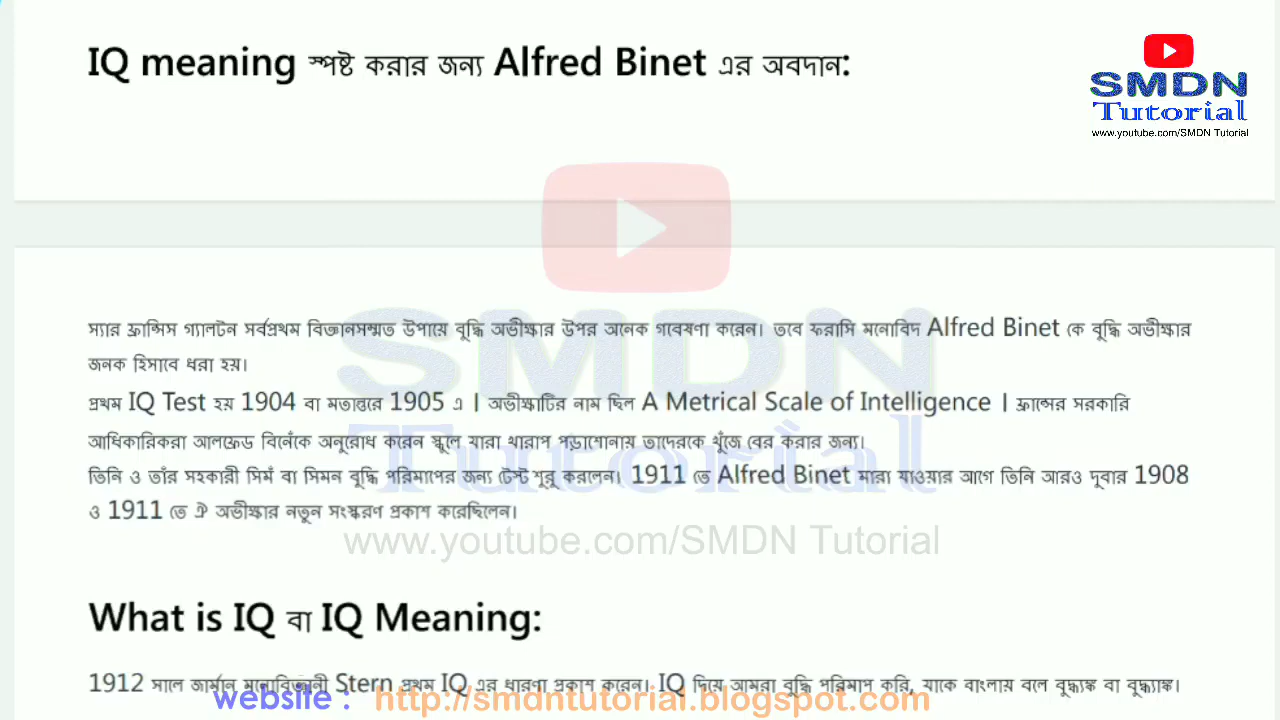 IQ meaning স্পষ্ট করার জন্য Alfred Binet এর অবদান:
SMDN
Tutorial
www.youtube.com/SMDN Tutorial
স্যার ফ্রান্সিস গ্যালটন সর্বপ্রথম বিজ্ঞানসম্মত উপায়ে বুদ্ধি অভীক্ষার উপর অনেক গবেষণা করেন। তবে ফরাসি মনোবিদ Alfred Binet কে বুদ্ধি অভীক্ষার
জনক হিসাবে ধরা হয়।
প্রথম IQ Test হয় 1904 বা মতান্তরে 1905 এ | অভীক্ষাটির নাম ছিল A Metrical Scale of Intelligence | ফ্রান্সের সরকারি
আধিকারিকরা আলফ্রেড বিনেঁকে অনুরোধ করেন স্কুলে যারা খারাপ পড়াশোনায় তাদেরকে খুঁজে বের করার জন্য।
তিনি ও তাঁর সহকারী সিমঁ বা সিমন বুদ্ধি পরিমাপের জন্য টেস্ট শুরু করলেন। 1911 তে Alfred Binet মারা যাওয়ার আগে তিনি আরও দুবার 1908
ও 1911 তে ঐ অভীক্ষার নতুন সংস্করণ প্রকাশ করেছিলেন।
SMDN
Tutorial
www.youtube.com/SMDN Tutorial
What is IQ বা IQ Meaning:
1912 সালে জার্মান মনোবিজ্ঞানী Stern প্রথম IQ এর ধারণা প্রকাশ করেন। IQ দিয়ে আমরা বুদ্ধি পরিমাপ করি, যাকে বাংলায় বলে বুদ্ধ্যঙ্ক বা বুদ্ধ্যাঙ্ক।
website : http://smdntutorial.blogspot.com